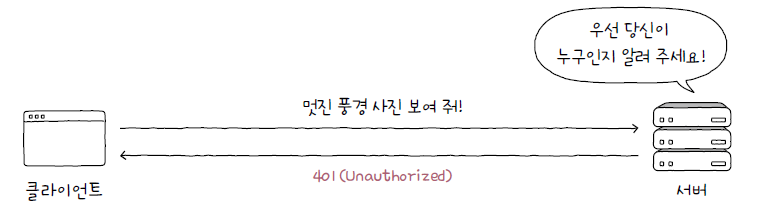 우선 당신이
누구인지 알려 주세요!
멋진 풍경 사진 보여 줘!
401(Unauthorized)
클라이언트
서버